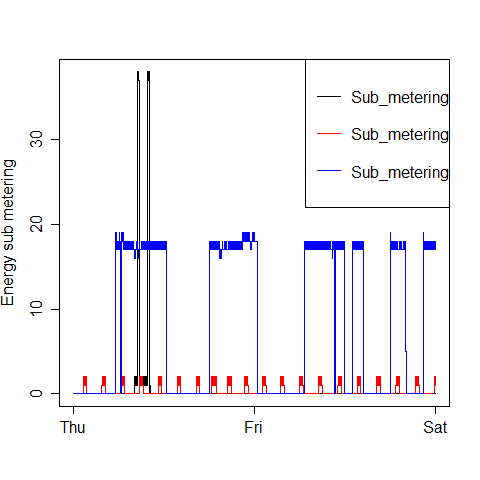 Energy sub metering
30
20
10
0
Sub_metering
Sub_metering
Sub_metering
Thu Fri Sat